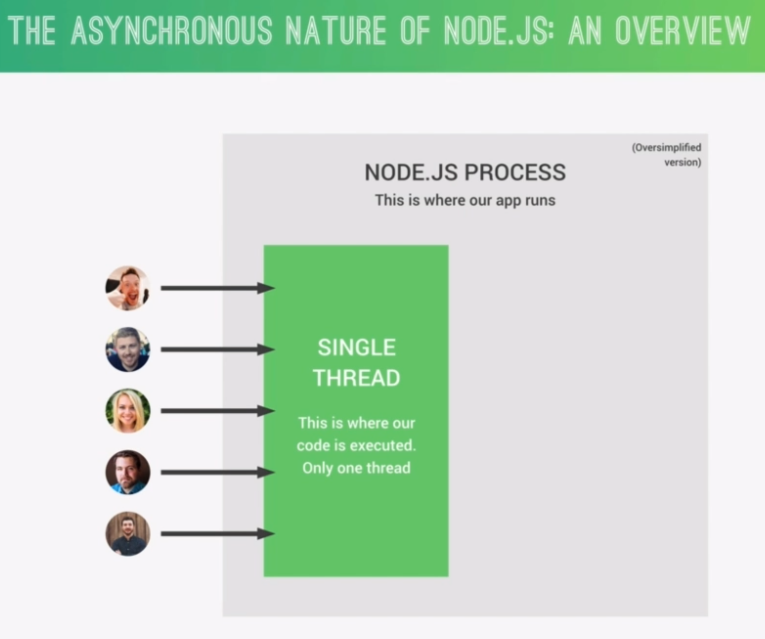 THE ASYNCHRONOUS NATURE OF NODE.JS: AN OVERVIEW
(Oversimplified
version)
NODE.JS PROCESS
This is where our app runs
SINGLE
THREAD
This is where our
code is executed.
Only one thread